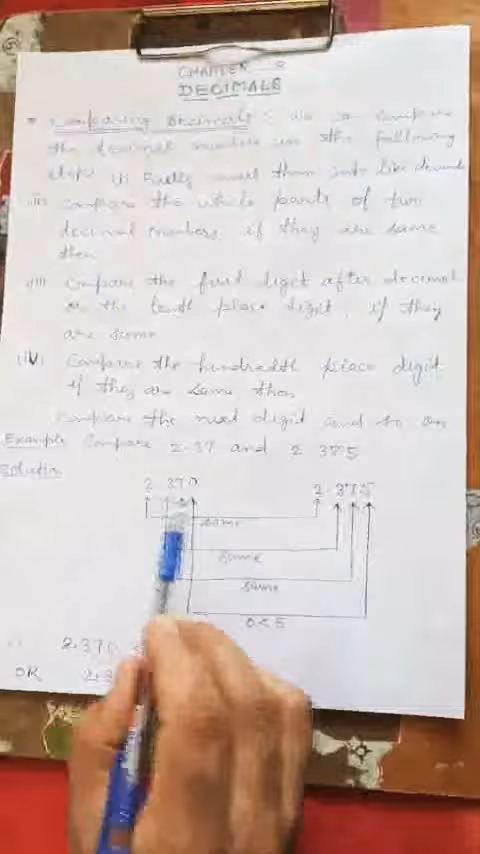 CHAPTER 8
DECIMALS
Comparing Decimals : We can compare
the decimal numbers in the following
steps i) Firstly convert them into like decimals
ii) Compare the whole parts of two
decimal numbers, if they are same
then
iii) Compare the first digit after decimal
or the tenth place digit, if they
are same
iv) Compare the hundredth place digit
if they are same then
compare the next digit and so on
Example Compare 2.37 and 2.375
Solution
2.370 2.375
same
same
same
0<5
∴ 2.370
OR 2.3